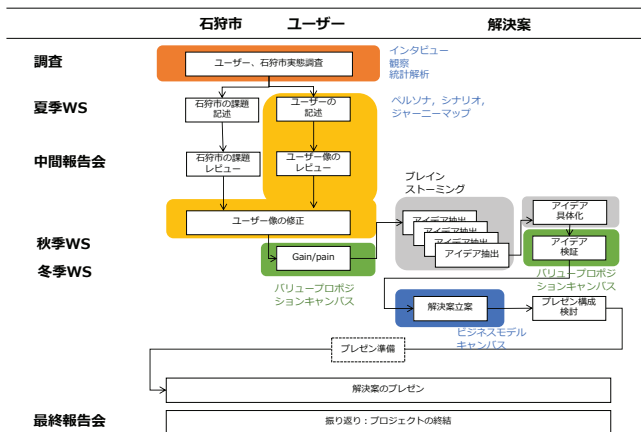 石狩市
ユーザー
解決案
調査
ユーザー、石狩市実態調査
インタビュー
観察
統計解析
夏季WS
石狩市の課題
記述
ユーザーの
記述
ペルソナ，シナリオ，
ジャーニーマップ
中間報告会
石狩市の課題
レビュー
ユーザー像の
レビュー
ブレイン
ストーミング
ユーザー像の修正
アイデア抽出
アイデア抽出
アイデア抽出
アイデア抽出
アイデア
具体化
秋季WS
冬季WS
Gain/pain
アイデア
検証
バリュープロポジ
ションキャンバス
バリュープロポジ
ションキャンバス
解決案立案
プレゼン構成
検討
ビジネスモデル
キャンバス
プレゼン準備
解決案のプレゼン
最終報告会
振り返り：プロジェクトの終結